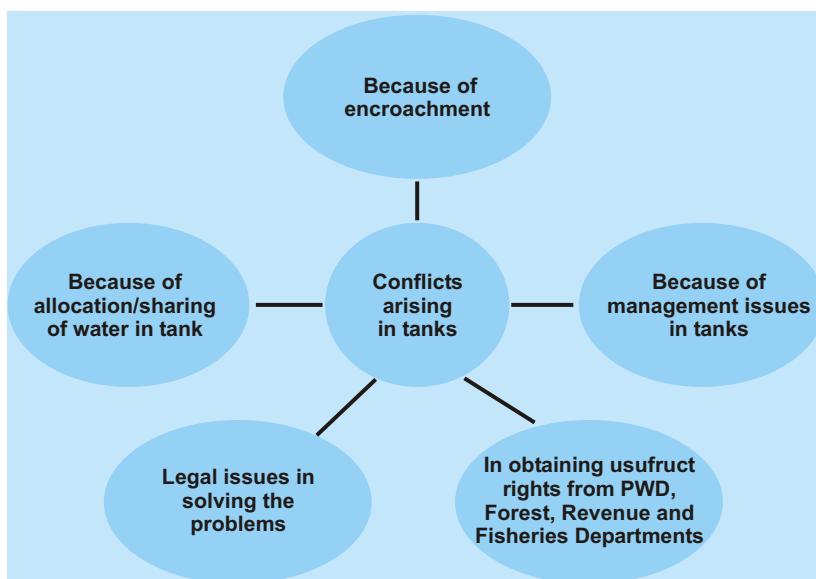 Because of
encroachment
Because of
allocation/sharing
of water in tank
Conflicts
arising
in tanks
Because of
management issues
in tanks
Legal issues in
solving the
problems
In obtaining usufruct
rights from PWD,
Forest, Revenue and
Fisheries Departments